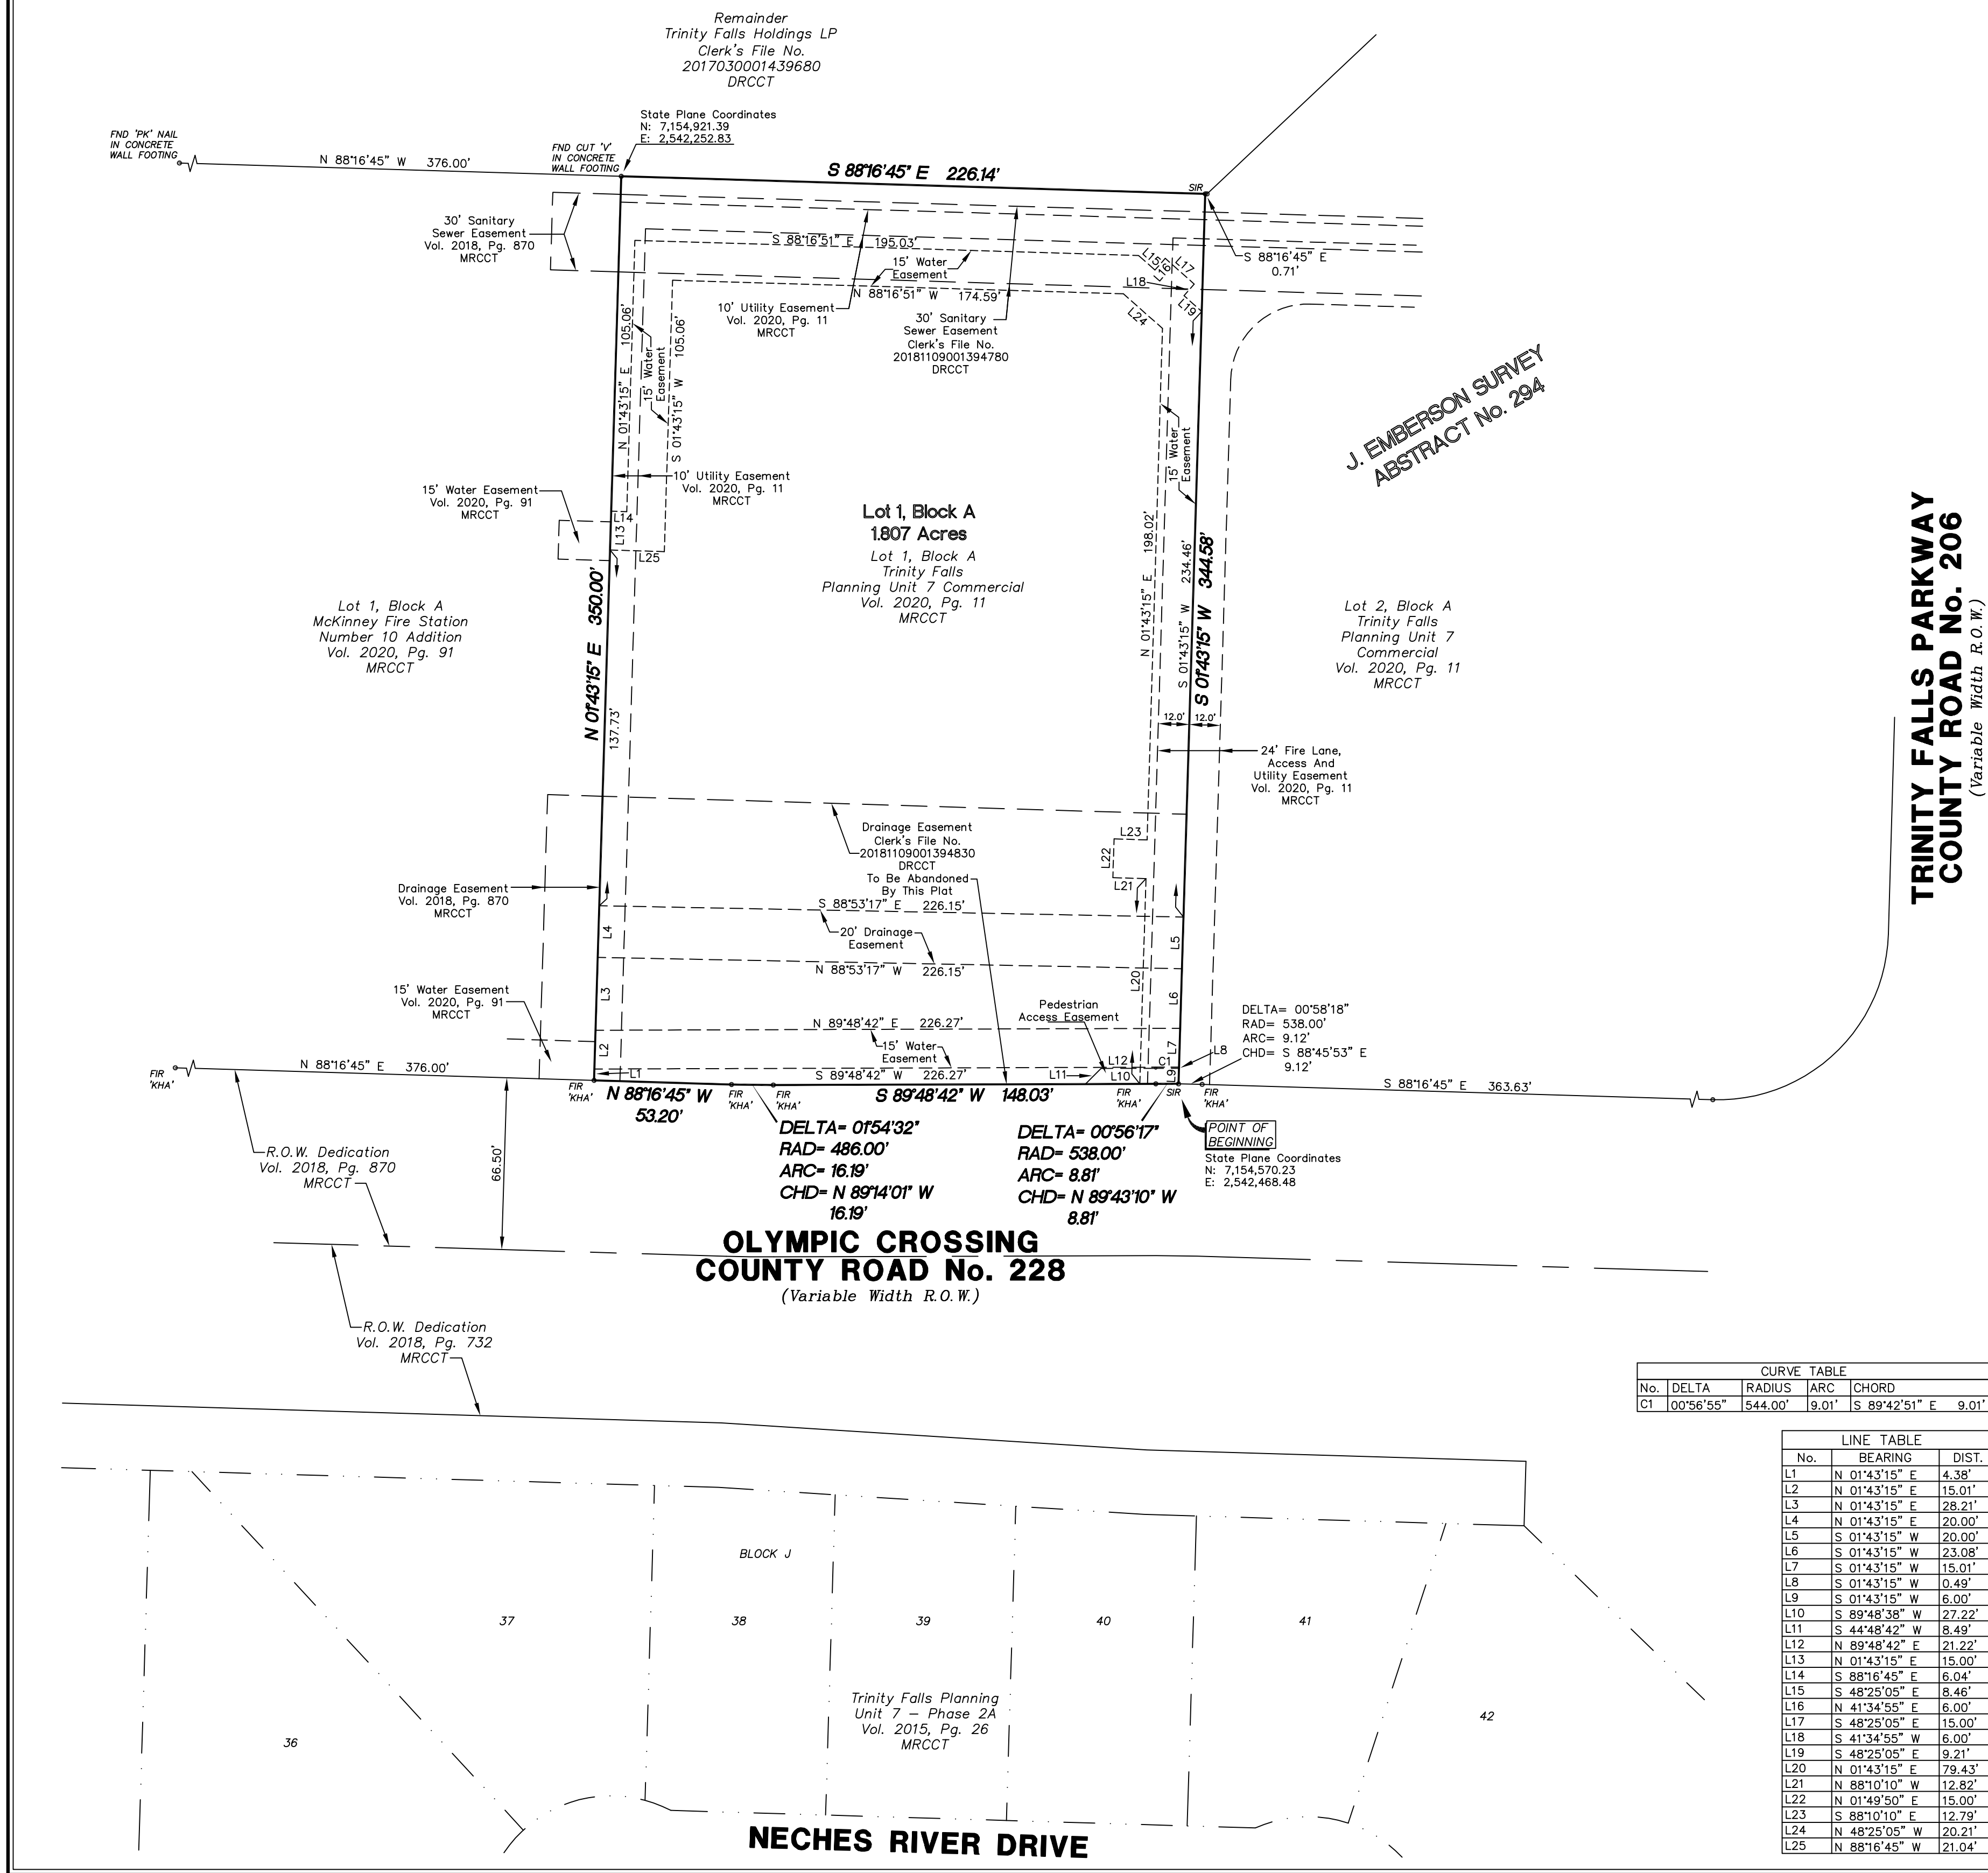 Remainder
Trinity Falls Holdings LP
Clerk's File No.
2017030001439680
DRCCT
State Plane Coordinates
N: 7,154,921.39
E: 2,542,252.83
FND 'PK' NAIL
IN CONCRETE
WALL FOOTING
N 88°16'45" W 376.00'
FND CUT 'V'
IN CONCRETE
WALL FOOTING
S 88°16'45" E 226.14'
SIR
30' Sanitary
Sewer Easement
Vol. 2018, Pg. 870
MRCCT
S 88°16'51" E 195.03'
15' Water
Easement
N 88°16'51" W 174.59'
L15
L16
L17
L18
L19
L24
S 88°16'45" E
0.71'
10' Utility Easement
Vol. 2020, Pg. 11
MRCCT
30' Sanitary
Sewer Easement
Clerk's File No.
20181109001394780
DRCCT
N 01°43'15" E 105.06'
15' Water
Easement
S 01°43'15" W 105.06'
J. EMBERSON SURVEY
ABSTRACT No. 294
15' Water
Easement
10' Utility Easement
Vol. 2020, Pg. 11
MRCCT
15' Water Easement
Vol. 2020, Pg. 91
MRCCT
L14
L13
L25
Lot 1, Block A
1.807 Acres
Lot 1, Block A
Trinity Falls
Planning Unit 7 Commercial
Vol. 2020, Pg. 11
MRCCT
N 01°43'15" E 198.02'
S 01°43'15" W 234.46'
S 01°43'15" W 344.58'
N 01°43'15" E 350.00'
137.73'
Lot 1, Block A
McKinney Fire Station
Number 10 Addition
Vol. 2020, Pg. 91
MRCCT
Lot 2, Block A
Trinity Falls
Planning Unit 7
Commercial
Vol. 2020, Pg. 11
MRCCT
TRINITY FALLS PARKWAY
COUNTY ROAD No. 206
(Variable Width R.O.W.)
12.0'
12.0'
24' Fire Lane,
Access And
Utility Easement
Vol. 2020, Pg. 11
MRCCT
Drainage Easement
Clerk's File No.
20181109001394830
DRCCT
To Be Abandoned
By This Plat
L23
L22
L21
Drainage Easement
Vol. 2018, Pg. 870
MRCCT
S 88°53'17" E 226.15'
20' Drainage
Easement
N 88°53'17" W 226.15'
L4
L5
L20
15' Water Easement
Vol. 2020, Pg. 91
MRCCT
L3
L6
Pedestrian
Access Easement
N 89°48'42" E 226.27'
15' Water
Easement
S 89°48'42" W 226.27'
L2
L1
L7
L8
L12
C1
L11
L10
L9
DELTA= 00°58'18"
RAD= 538.00'
ARC= 9.12'
CHD= S 88°45'53" E
9.12'
FIR
'KHA'
N 88°16'45" E 376.00'
FIR
'KHA'
N 88°16'45" W
53.20'
FIR
'KHA'
FIR
'KHA'
S 89°48'42" W 148.03'
FIR
'KHA'
SIR
FIR
'KHA'
S 88°16'45" E 363.63'
DELTA= 01°54'32"
RAD= 486.00'
ARC= 16.19'
CHD= N 89°14'01" W
16.19'
DELTA= 00°56'17"
RAD= 538.00'
ARC= 8.81'
CHD= N 89°43'10" W
8.81'
POINT OF
BEGINNING
State Plane Coordinates
N: 7,154,570.23
E: 2,542,468.48
R.O.W. Dedication
Vol. 2018, Pg. 870
MRCCT
66.50'
OLYMPIC CROSSING
COUNTY ROAD No. 228
(Variable Width R.O.W.)
R.O.W. Dedication
Vol. 2018, Pg. 732
MRCCT
CURVE TABLE
No. DELTA RADIUS ARC CHORD
C1 00°56'55" 544.00' 9.01' S 89°42'51" E 9.01'
LINE TABLE
No. BEARING DIST.
L1 N 01°43'15" E 4.38'
L2 N 01°43'15" E 15.01'
L3 N 01°43'15" E 28.21'
L4 N 01°43'15" E 20.00'
L5 S 01°43'15" W 20.00'
L6 S 01°43'15" W 23.08'
L7 S 01°43'15" W 15.01'
L8 S 01°43'15" W 0.49'
L9 S 01°43'15" W 6.00'
L10 S 89°48'38" W 27.22'
L11 S 44°48'42" W 8.49'
L12 N 89°48'42" E 21.22'
L13 N 01°43'15" E 15.00'
L14 S 88°16'45" E 6.04'
L15 S 48°25'05" E 8.46'
L16 N 41°34'55" E 6.00'
L17 S 48°25'05" E 15.00'
L18 S 41°34'55" W 6.00'
L19 S 48°25'05" E 9.21'
L20 N 01°43'15" E 79.43'
L21 N 88°10'10" W 12.82'
L22 N 01°49'50" E 15.00'
L23 S 88°10'10" E 12.79'
L24 N 48°25'05" W 20.21'
L25 N 88°16'45" W 21.04'
BLOCK J
36
37
38
39
40
41
42
Trinity Falls Planning
Unit 7 – Phase 2A
Vol. 2015, Pg. 26
MRCCT
NECHES RIVER DRIVE